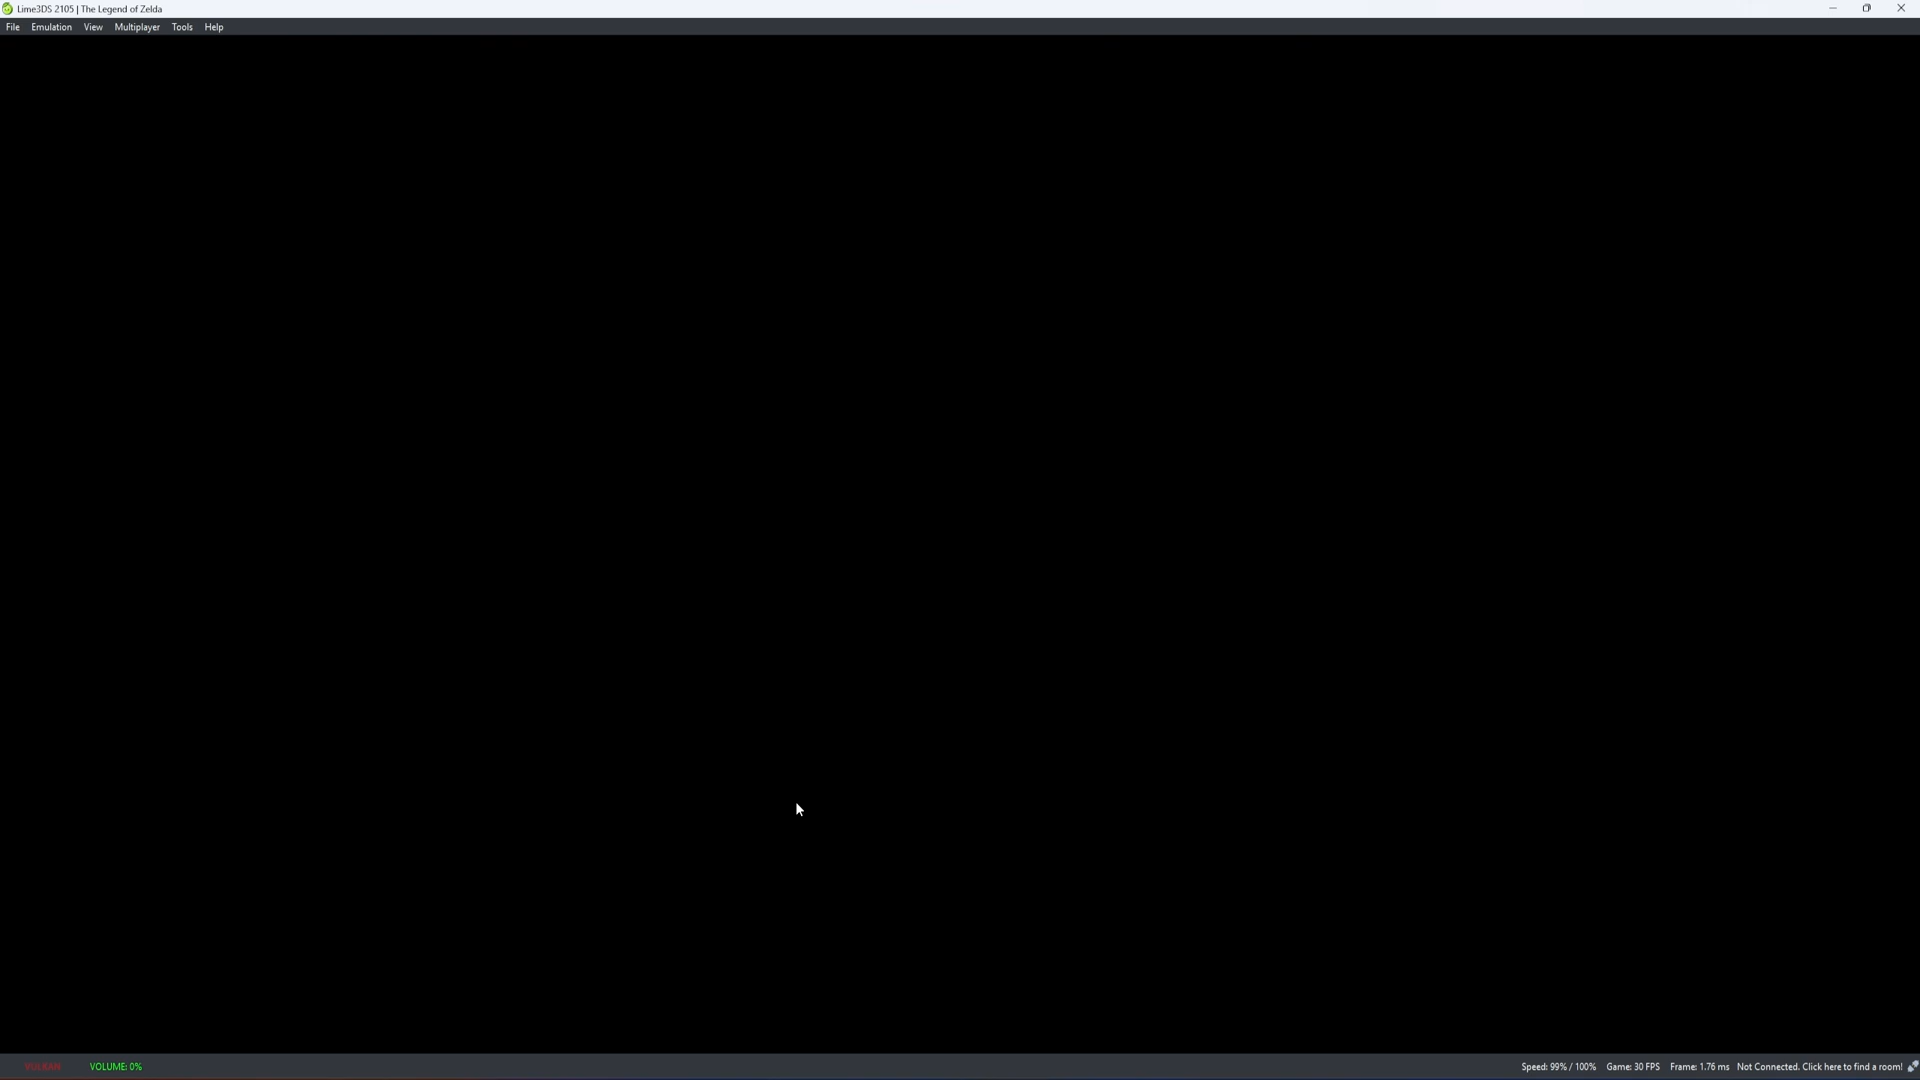 Lime3DS 2105 | The Legend of Zelda
File Emulation View Multiplayer Tools Help
VULKAN VOLUME: 0% Speed: 99% / 100% Game: 30 FPS Frame: 1.76 ms Not Connected. Click here to find a room!